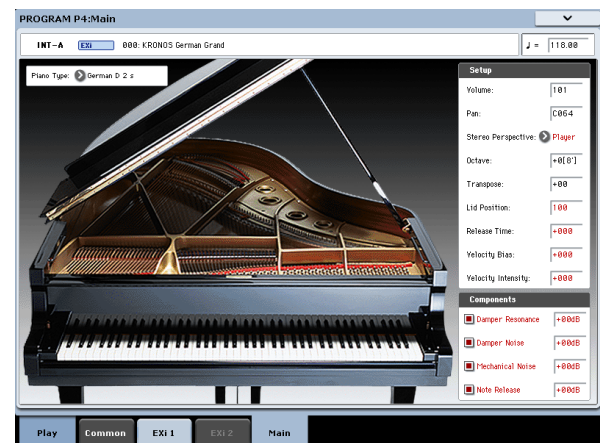 PROGRAM P4:Main
INT-A EXi 000: KRONOS German Grand ♩= 118.00
Piano Type: German D 2 s
Setup
Volume: 101
Pan: C064
Stereo Perspective: Player
Octave: +0[8']
Transpose: +00
Lid Position: 100
Release Time: +000
Velocity Bias: +000
Velocity Intensity: +000
Components
Damper Resonance +00dB
Damper Noise +00dB
Mechanical Noise +00dB
Note Release +00dB
Play Common EXi 1 EXi 2 Main